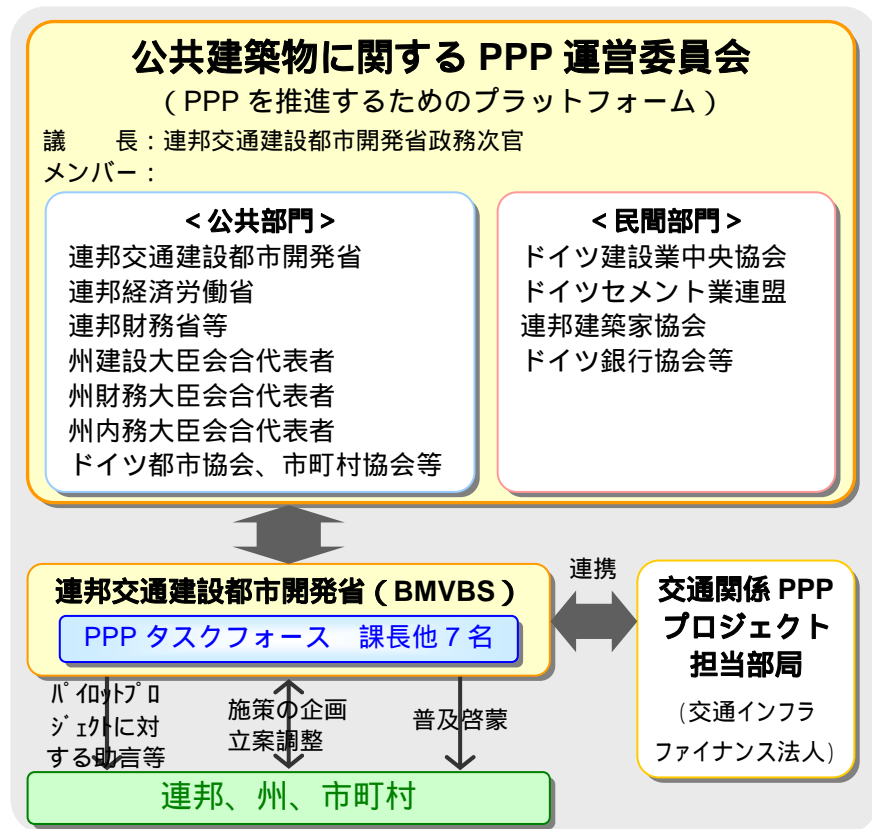 公共建築物に関する PPP 運営委員会
（PPP を推進するためのプラットフォーム）
議　　長：連邦交通建設都市開発省政務次官
メンバー：
＜公共部門＞
連邦交通建設都市開発省
連邦経済労働省
連邦財務省等
州建設大臣会合代表者
州財務大臣会合代表者
州内務大臣会合代表者
ドイツ都市協会、市町村協会等
＜民間部門＞
ドイツ建設業中央協会
ドイツセメント業連盟
連邦建築家協会
ドイツ銀行協会等
連邦交通建設都市開発省（BMVBS）
PPP タスクフォース　課長他７名
連携
交通関係 PPP
プロジェクト
担当部局
（交通インフラ
ファイナンス法人）
ﾊﾟｲﾛｯﾄﾌﾟﾛ
ｼﾞｪｸﾄに対
する助言等
施策の企画
立案調整
普及啓蒙
連邦、州、市町村